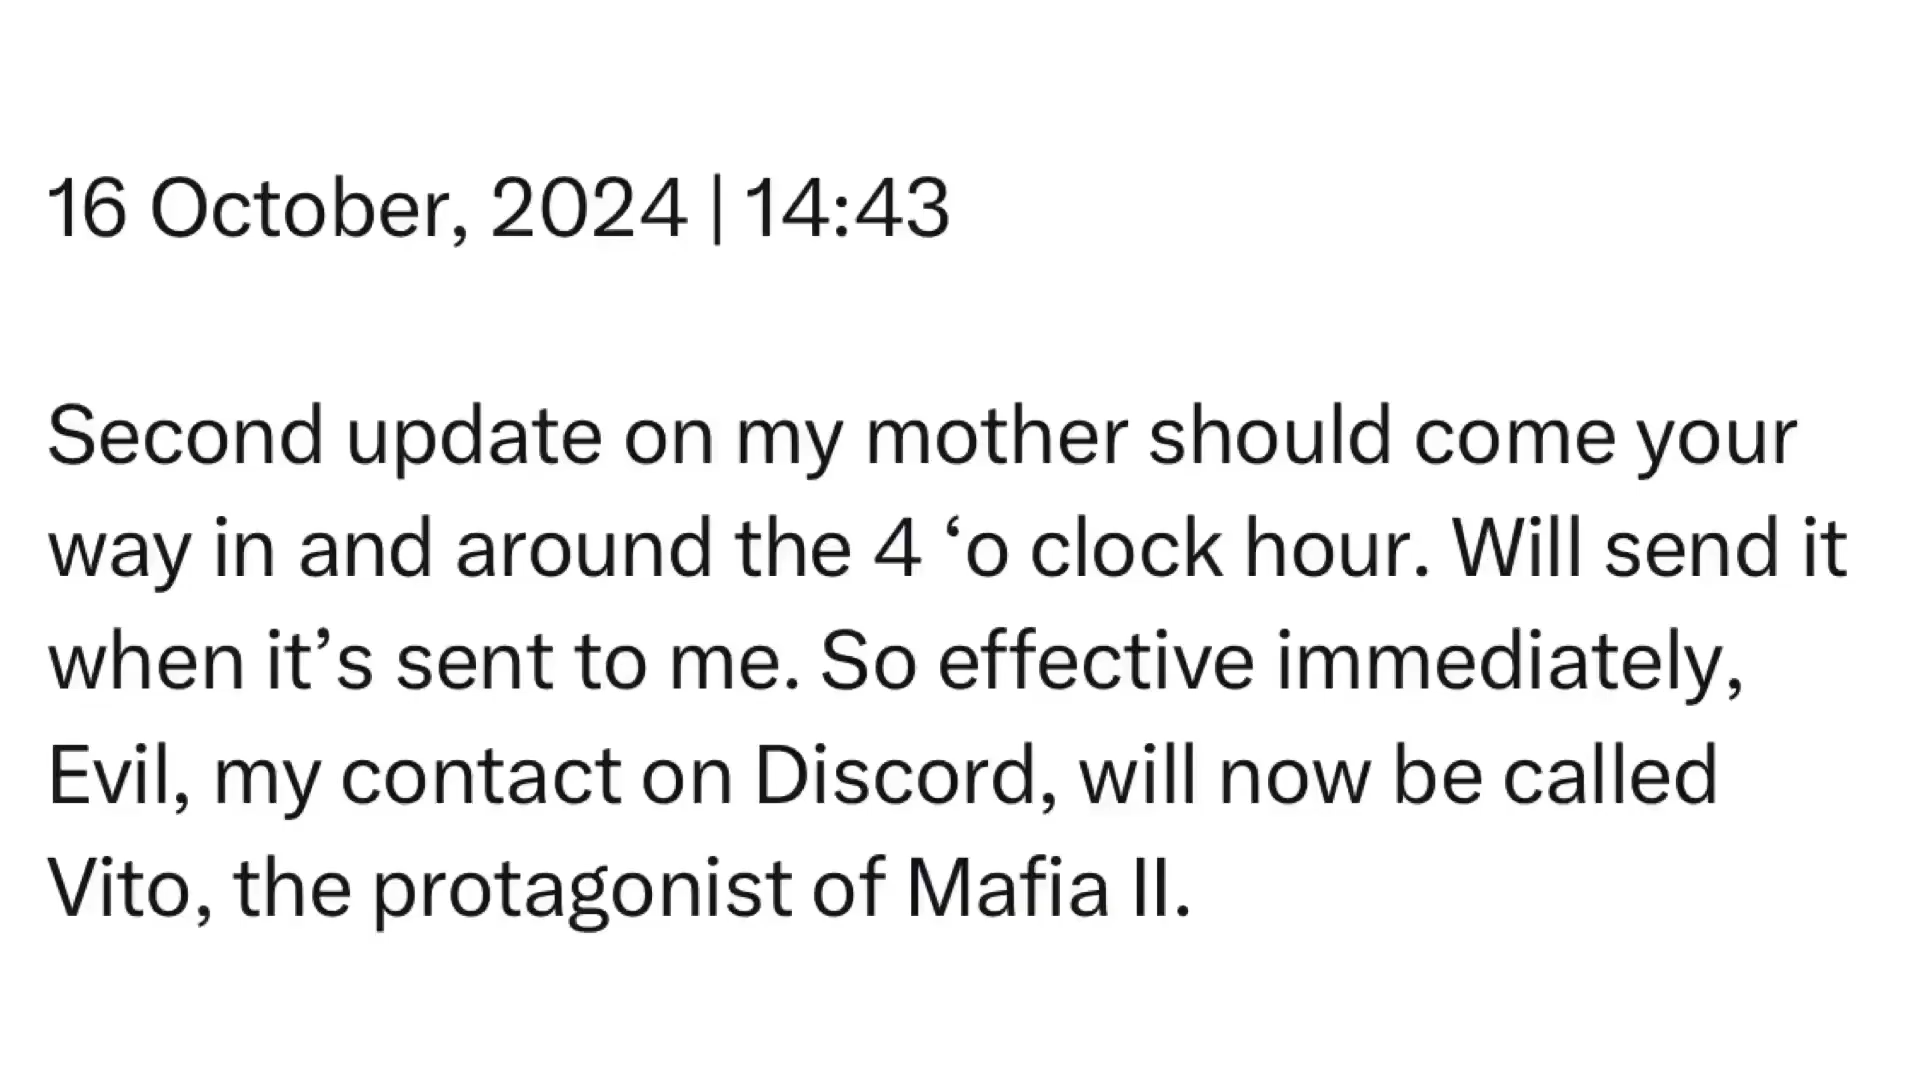 16 October, 2024 | 14:43
Second update on my mother should come your
way in and around the 4 ‘o clock hour. Will send it
when it’s sent to me. So effective immediately,
Evil, my contact on Discord, will now be called
Vito, the protagonist of Mafia II.